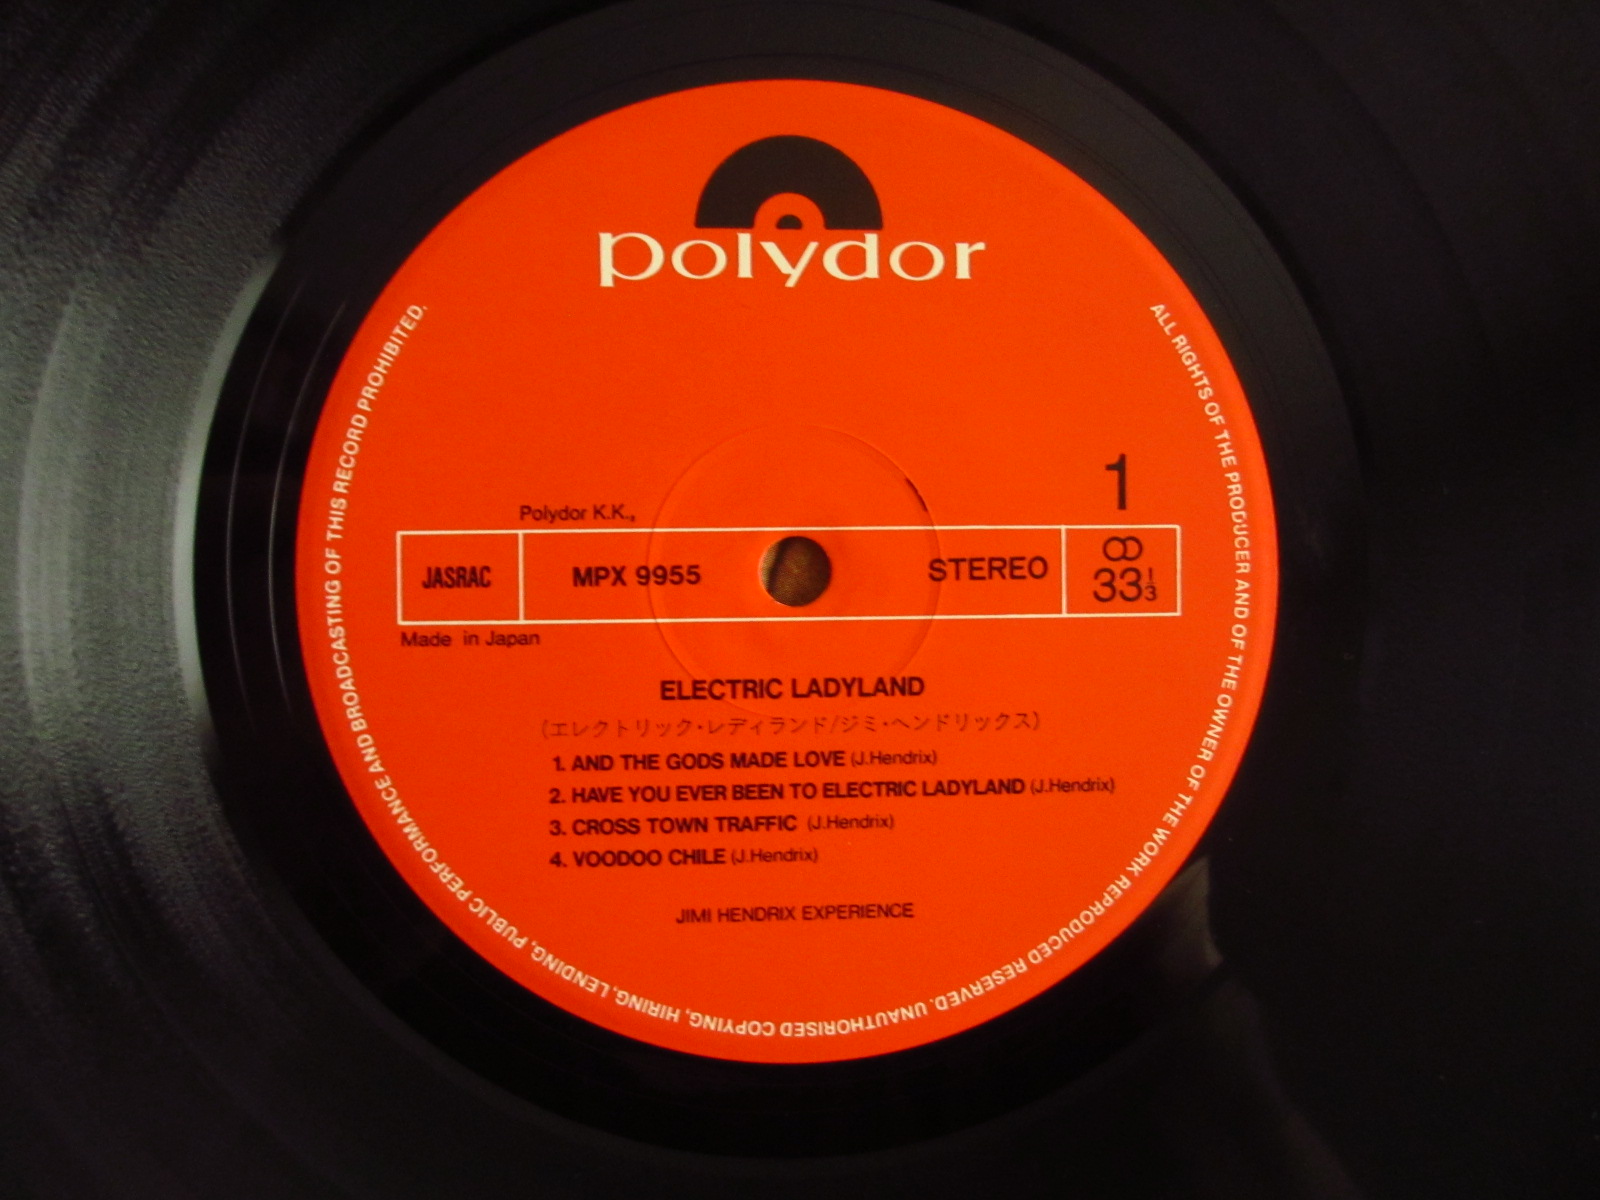 polydor
1
Polydor K.K.,
JASRAC MPX 9955 STEREO ∞ 33 1/3
Made in Japan
ELECTRIC LADYLAND
(エレクトリック・レディランド/ジミ・ヘンドリックス)
1. AND THE GODS MADE LOVE (J.Hendrix)
2. HAVE YOU EVER BEEN TO ELECTRIC LADYLAND (J.Hendrix)
3. CROSS TOWN TRAFFIC (J.Hendrix)
4. VOODOO CHILE (J.Hendrix)
JIMI HENDRIX EXPERIENCE
ALL RIGHTS OF THE PRODUCER AND OF THE OWNER OF THE WORK REPRODUCED RESERVED. UNAUTHORISED COPYING, HIRING, LENDING, PUBLIC PERFORMANCE AND BROADCASTING OF THIS RECORD PROHIBITED.